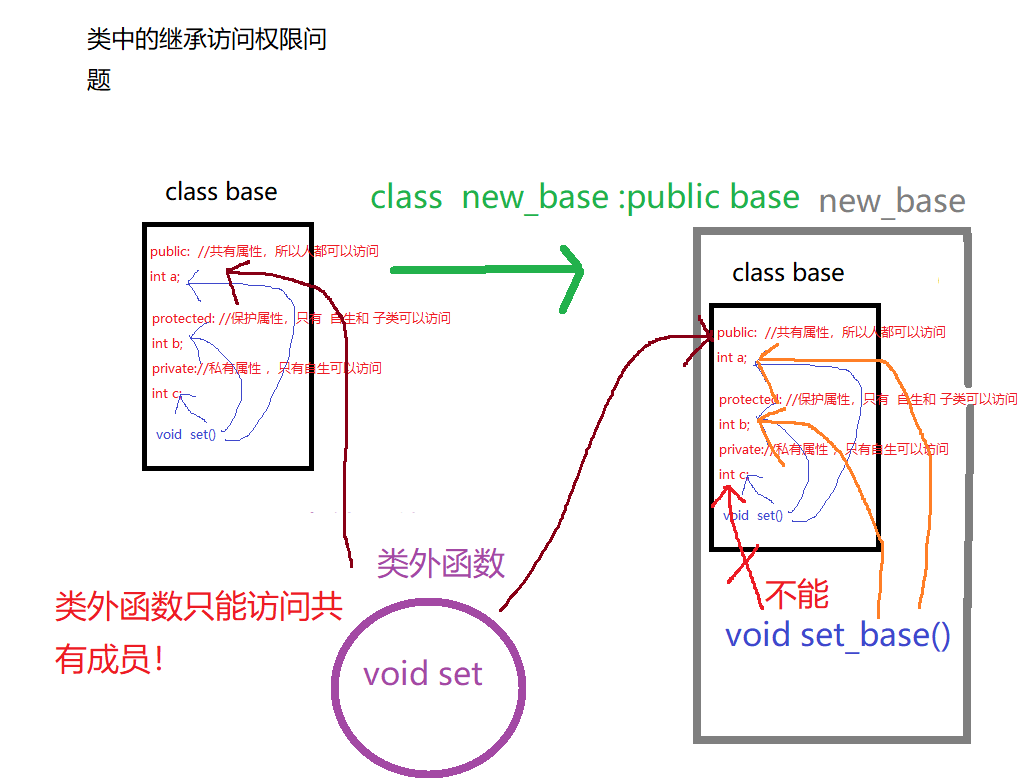 类中的继承访问权限问
题
class base
class new_base :public base
new_base
public: //共有属性，所以人都可以访问
int a;
protected: //保护属性，只有 自生和 子类可以访问
int b;
private://私有属性 ，只有自生可以访问
int c;
void set()
class base
public: //共有属性，所以人都可以访问
int a;
protected: //保护属性，只有 自生和 子类可以访问
int b;
private://私有属性 ，只有自生可以访问
int c;
void set()
类外函数
类外函数只能访问共
有成员！
void set
不能
void set_base()